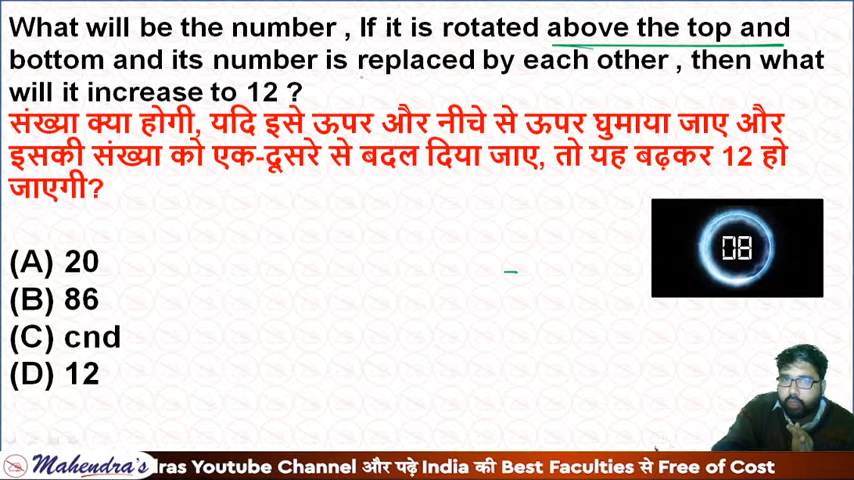 What will be the number , If it is rotated above the top and
bottom and its number is replaced by each other , then what
will it increase to 12 ?
संख्या क्या होगी, यदि इसे ऊपर और नीचे से ऊपर घुमाया जाए और
इसकी संख्या को एक-दूसरे से बदल दिया जाए, तो यह बढ़कर 12 हो
जाएगी?
08
(A) 20
(B) 86
(C) cnd
(D) 12
Mahendra's dras Youtube Channel और पढ़े India की Best Faculties से Free of Cost